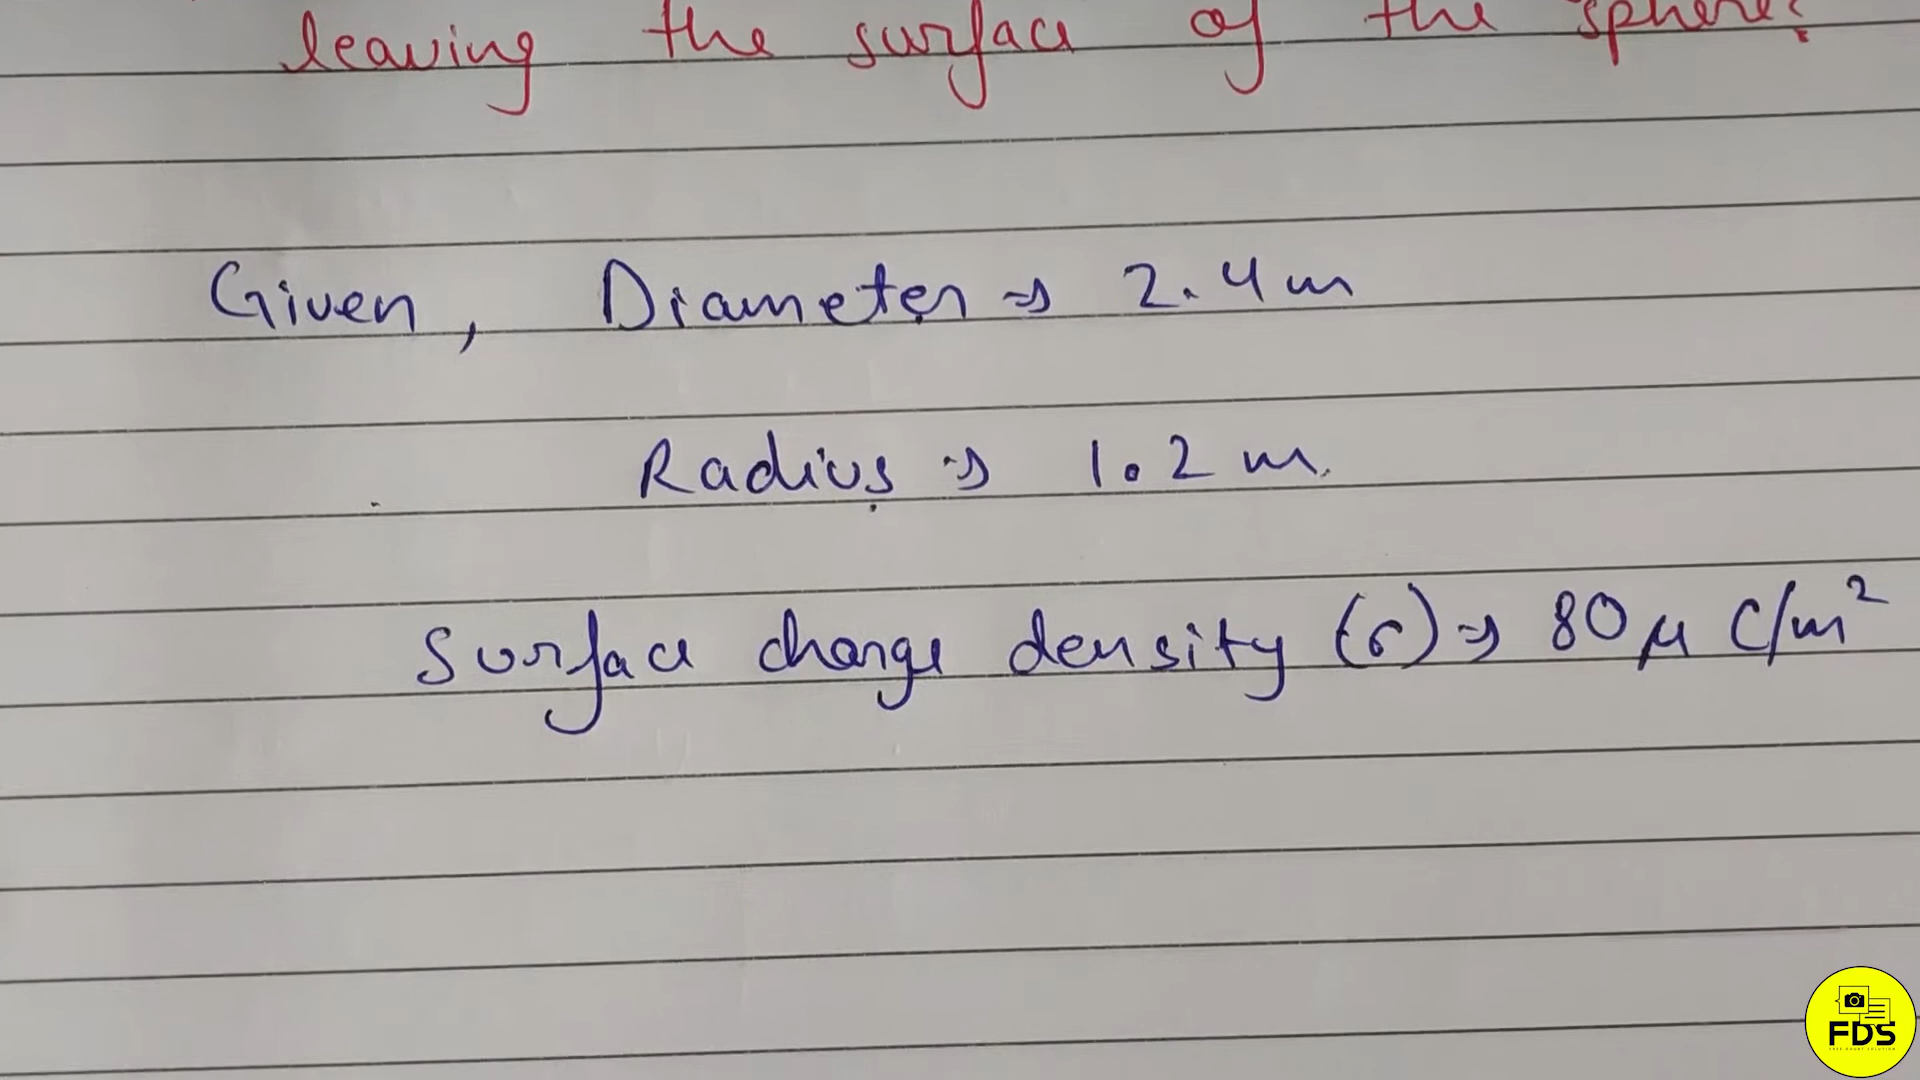 leaving the surface of the sphere?
Given, Diameter ⇒ 2.4 m
Radius ⇒ 1.2 m.
Surface charge density (σ) ⇒ 80 μ C/m²
FDS